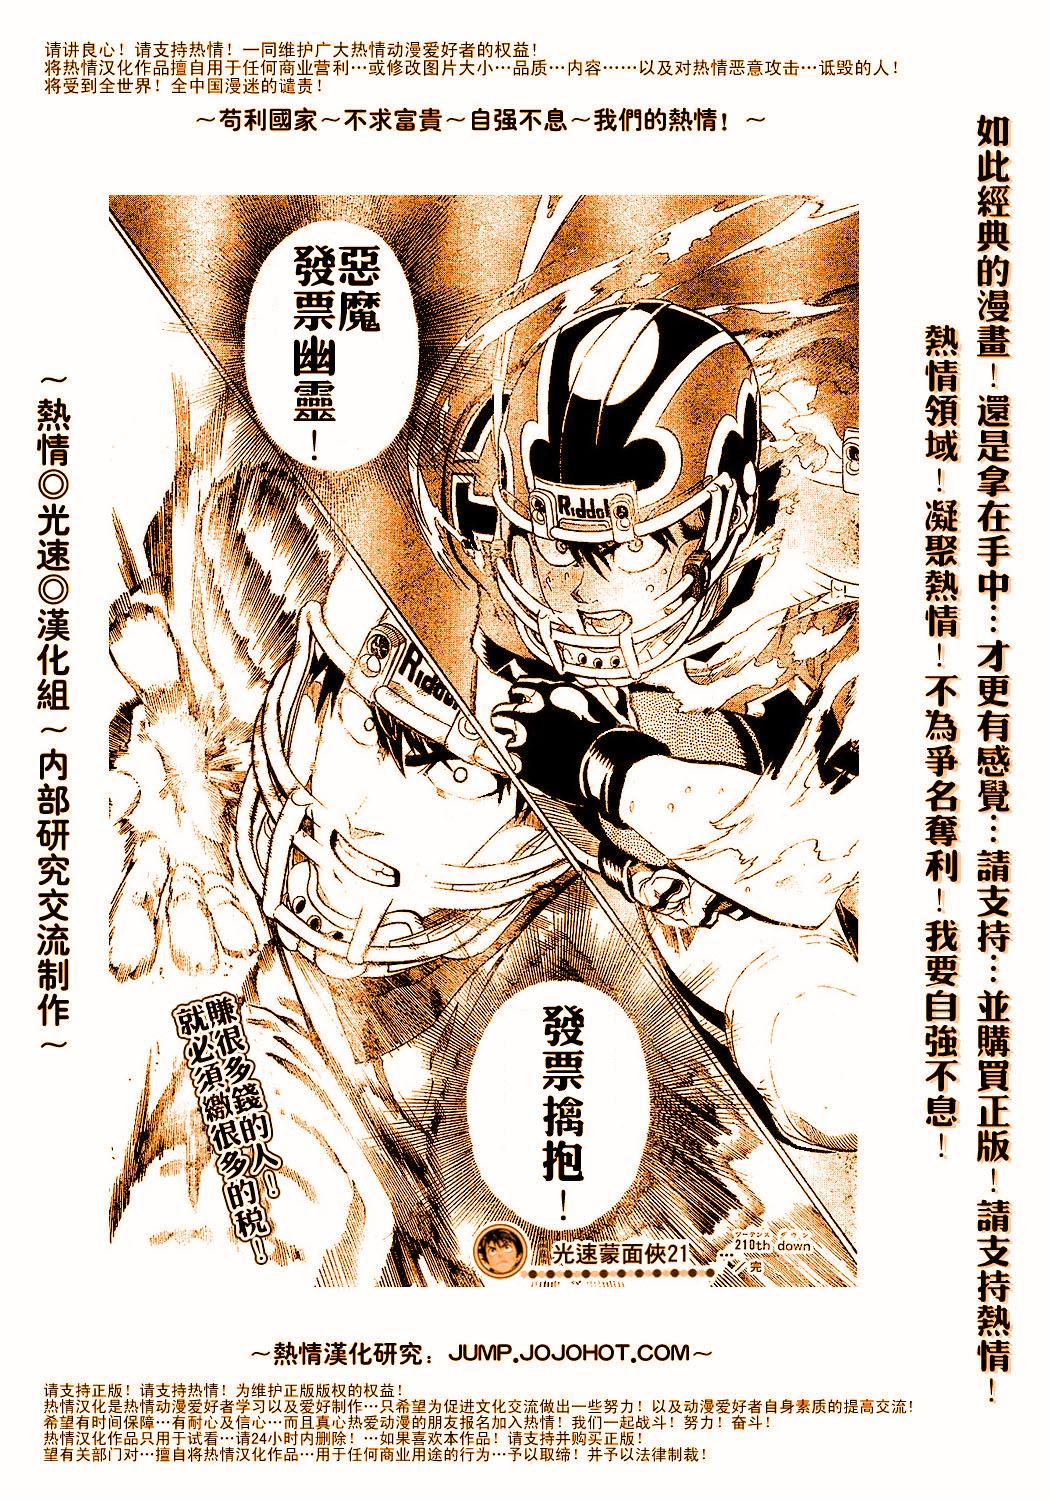 请讲良心！请支持热情！一同维护广大热情动漫爱好者的权益！
将热情汉化作品擅自用于任何商业营利…或修改图片大小…品质…内容……以及对热情恶意攻击…诋毁的人！
将受到全世界！全中国漫迷的谴责！
～苟利國家～不求富貴～自强不息～我們的熱情！～
如此經典的漫畫！還是拿在手中…才更有感覺…請支持…並購買正版！請支持熱情！
熱情領域！凝聚熱情！不為爭名奪利！我要自強不息！
惡魔
發票幽靈！
Riddel
Riddel
發票擒抱！
賺很多錢的人！
就必須繳很多的税！
～熱情◎光速◎漢化組～内部研究交流制作～
光速蒙面俠21
ツーテンス ダウン
210th down
完
～熱情漢化研究：JUMP.JOJOHOT.COM～
请支持正版！请支持热情！为维护正版版权的权益！
热情汉化是热情动漫爱好者学习以及爱好制作…只希望为促进文化交流做出一些努力！以及动漫爱好者自身素质的提高交流！
希望有时间保障…有耐心及信心…而且真心热爱动漫的朋友报名加入热情！我们一起战斗！努力！奋斗！
热情汉化作品只用于试看…请24小时内删除！…如果喜欢本作品！请支持并购买正版！
望有关部门对…擅自将热情汉化作品…用于任何商业用途的行为…予以取缔！并予以法律制裁！